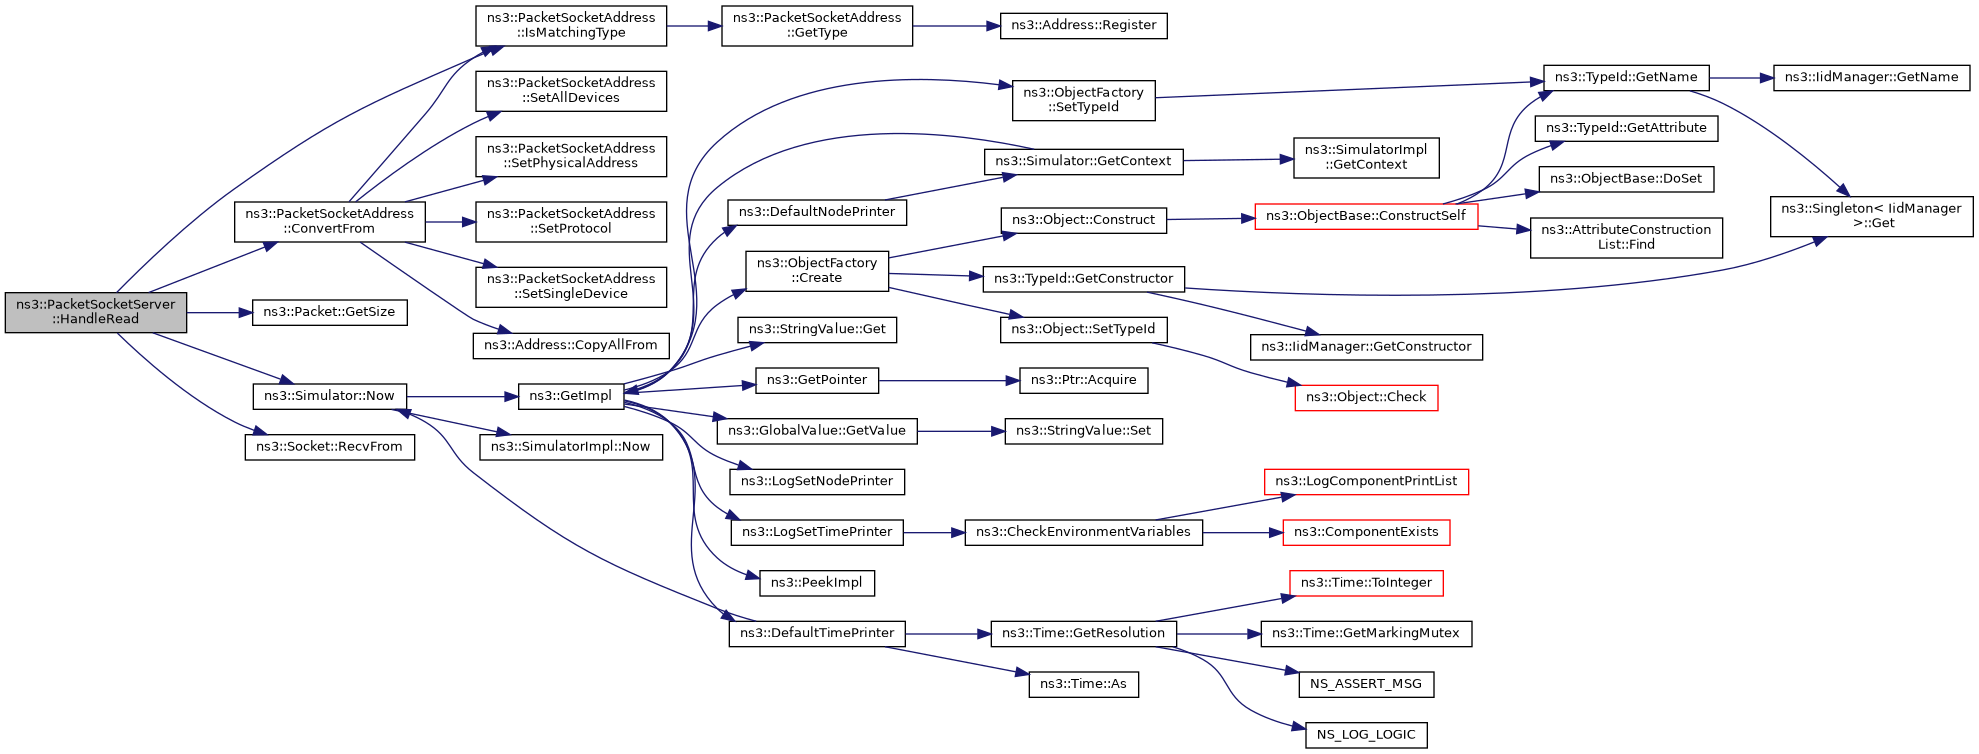 ns3::PacketSocketServer
::HandleRead
ns3::PacketSocketAddress
::ConvertFrom
ns3::Packet::GetSize
ns3::Simulator::Now
ns3::Socket::RecvFrom
ns3::PacketSocketAddress
::IsMatchingType
ns3::PacketSocketAddress
::SetAllDevices
ns3::PacketSocketAddress
::SetPhysicalAddress
ns3::PacketSocketAddress
::SetProtocol
ns3::PacketSocketAddress
::SetSingleDevice
ns3::Address::CopyAllFrom
ns3::GetImpl
ns3::SimulatorImpl::Now
ns3::PacketSocketAddress
::GetType
ns3::DefaultNodePrinter
ns3::ObjectFactory
::Create
ns3::StringValue::Get
ns3::GetPointer
ns3::GlobalValue::GetValue
ns3::LogSetNodePrinter
ns3::LogSetTimePrinter
ns3::PeekImpl
ns3::DefaultTimePrinter
ns3::Address::Register
ns3::ObjectFactory
::SetTypeId
ns3::Simulator::GetContext
ns3::Object::Construct
ns3::TypeId::GetConstructor
ns3::Object::SetTypeId
ns3::Ptr::Acquire
ns3::StringValue::Set
ns3::CheckEnvironmentVariables
ns3::Time::GetResolution
ns3::Time::As
ns3::SimulatorImpl
::GetContext
ns3::ObjectBase::ConstructSelf
ns3::IidManager::GetConstructor
ns3::Object::Check
ns3::LogComponentPrintList
ns3::ComponentExists
ns3::Time::ToInteger
ns3::Time::GetMarkingMutex
NS_ASSERT_MSG
NS_LOG_LOGIC
ns3::TypeId::GetName
ns3::TypeId::GetAttribute
ns3::ObjectBase::DoSet
ns3::AttributeConstruction
List::Find
ns3::IidManager::GetName
ns3::Singleton< IidManager
>::Get